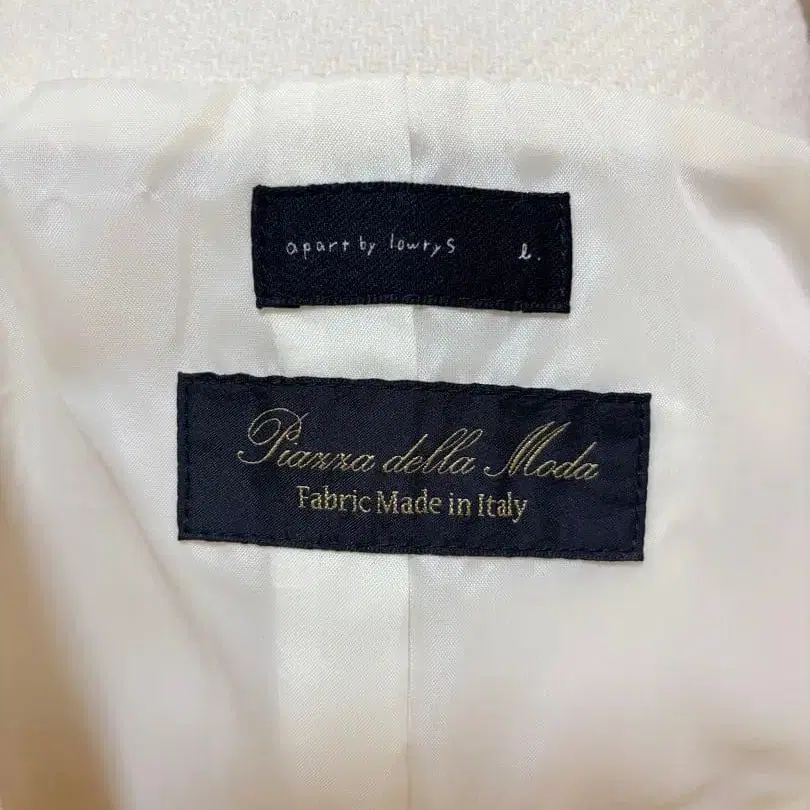 apart by lowrys l.
Piazza della Moda
Fabric Made in Italy